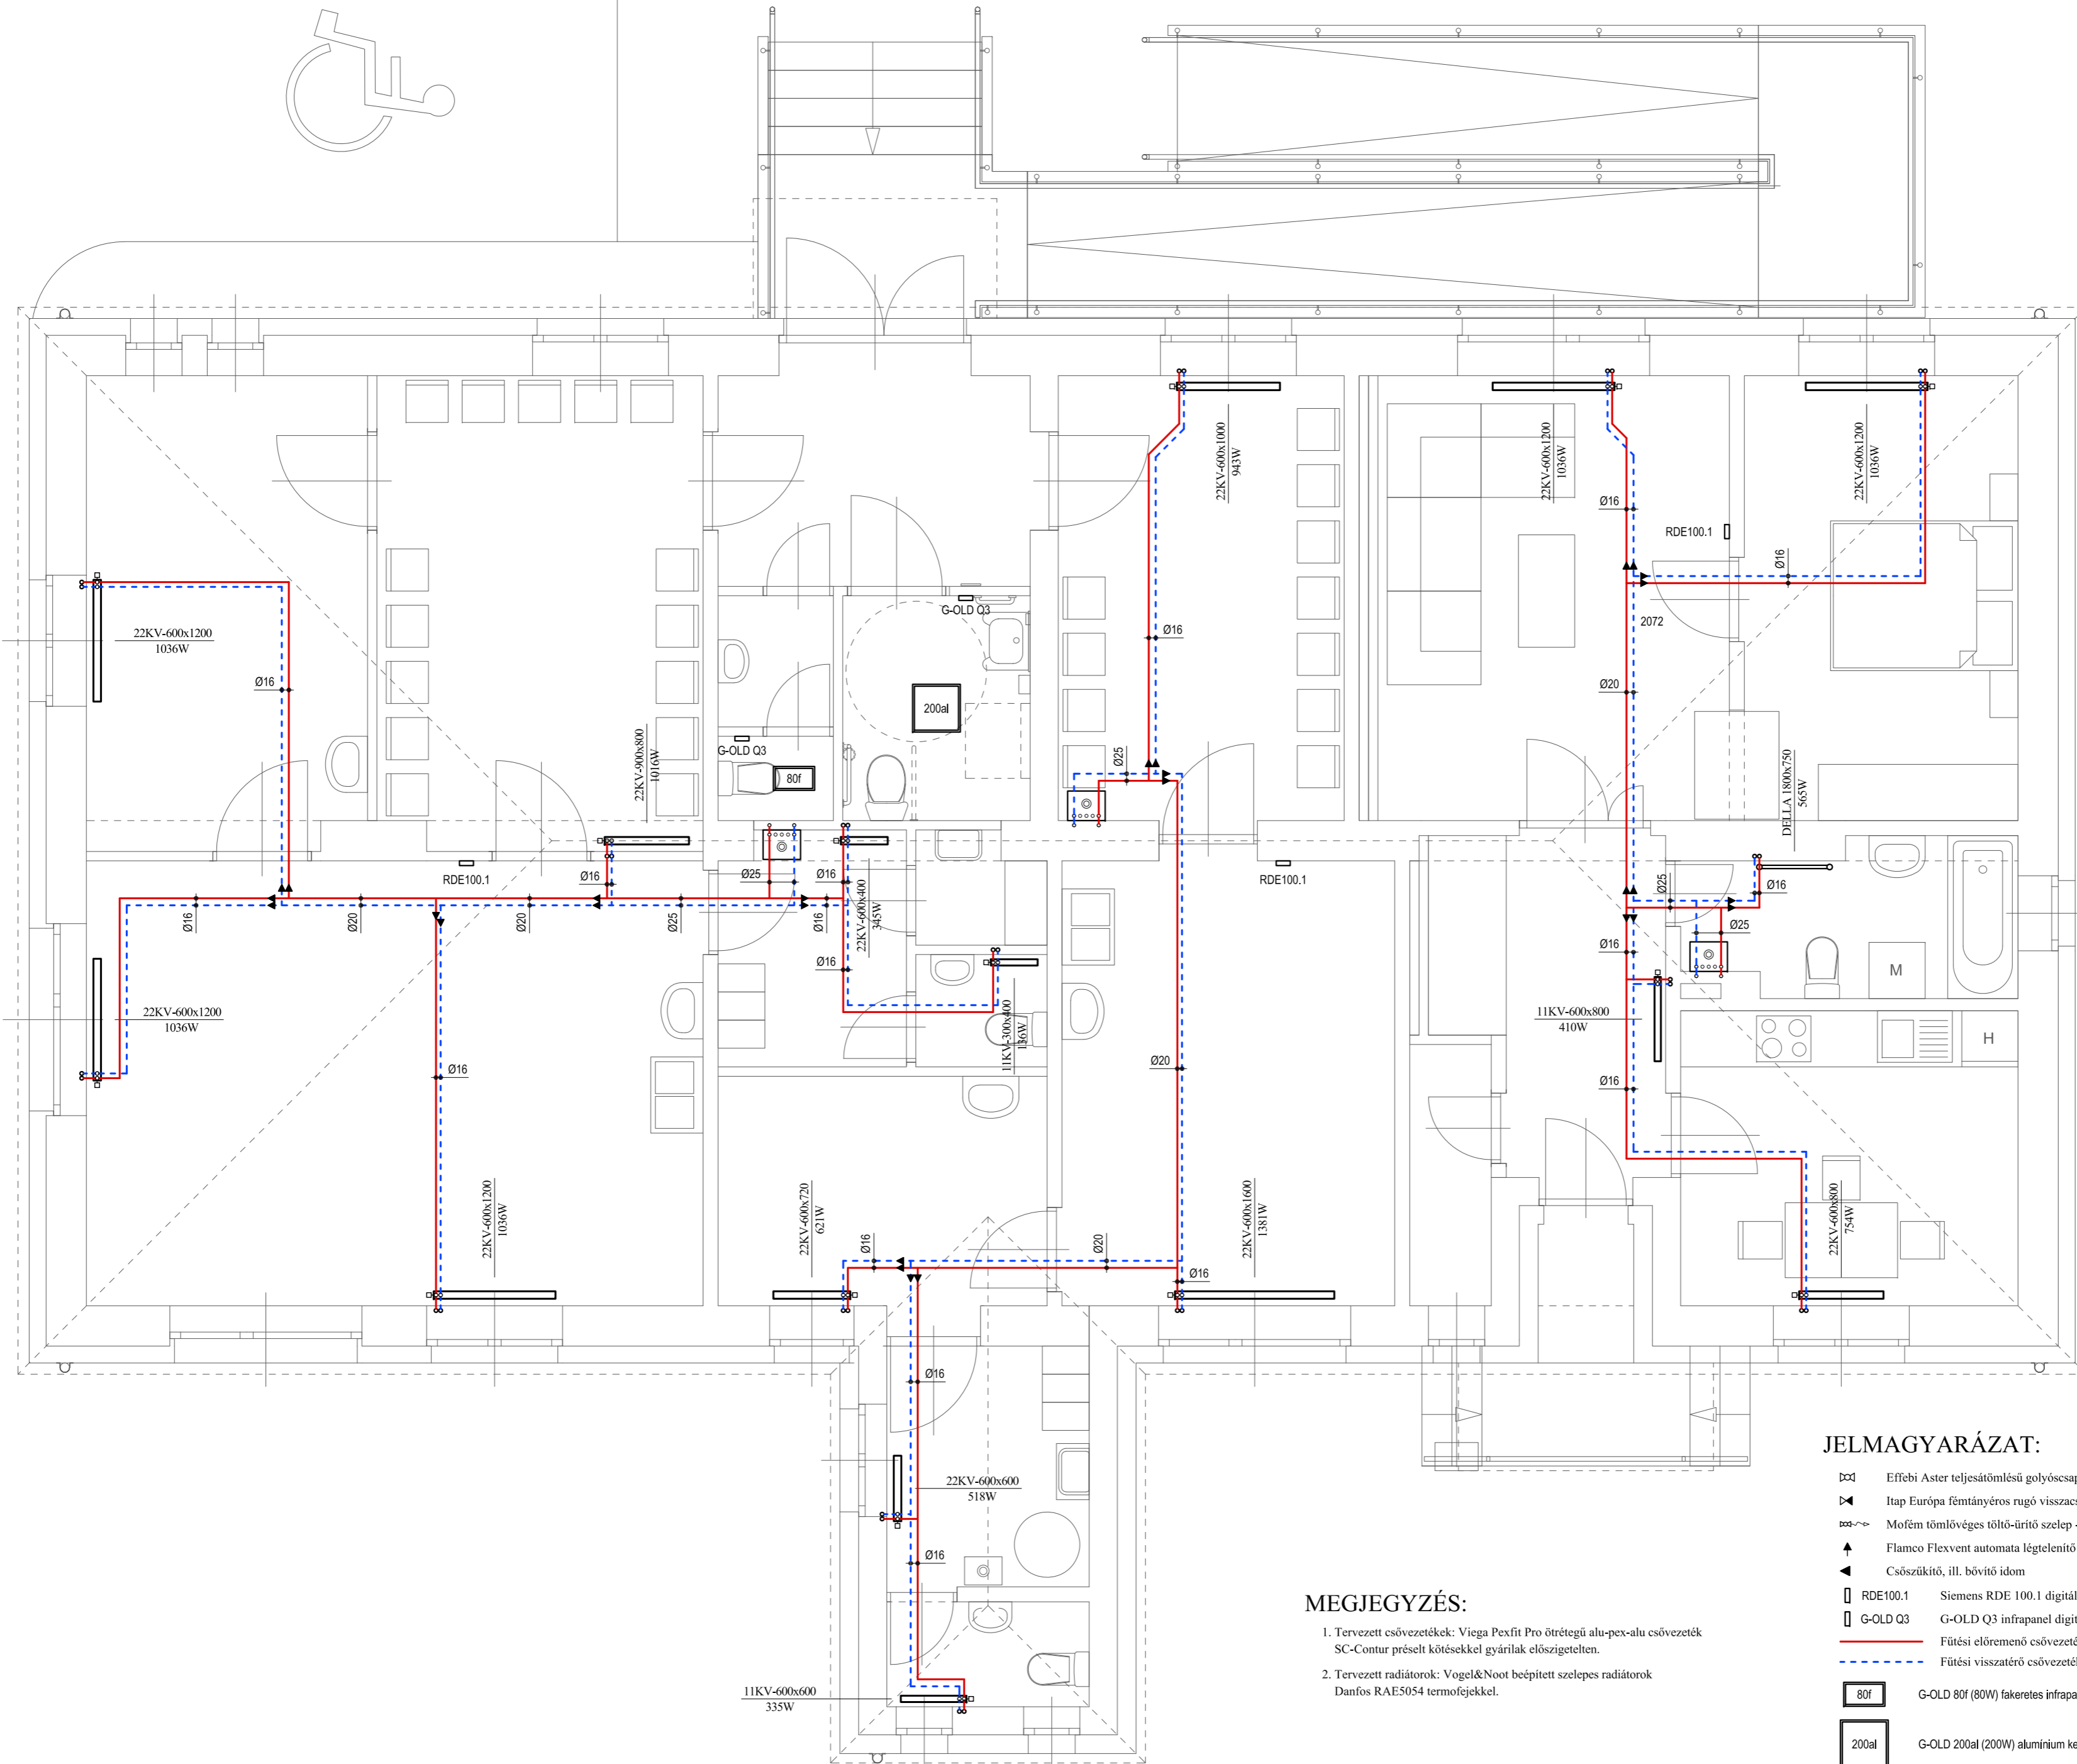 22KV-600x1000
943W
22KV-600x1200
1036W
22KV-600x1200
1036W
Ø16
RDE100.1
Ø16
G-OLD Q3
2072
Ø16
22KV-600x1200
1036W
Ø16
Ø20
200al
22KV-900x800
1016W
G-OLD Q3
80f
Ø25
DELLA 1800x750
565W
RDE100.1
Ø16
Ø25
Ø16
RDE100.1
Ø25
Ø16
Ø16
Ø20
Ø20
Ø25
Ø16
22KV-600x400
345W
Ø25
Ø16
Ø16
M
22KV-600x1200
1036W
11KV-300x400
136W
11KV-600x800
410W
H
Ø16
Ø20
Ø16
22KV-600x1200
1036W
22KV-600x720
621W
Ø16
Ø20
Ø16
22KV-600x1600
1381W
22KV-600x800
754W
Ø16
22KV-600x600
518W
Ø16
11KV-600x600
335W
MEGJEGYZÉS:
1. Tervezett csővezetékek: Viega Pexfit Pro ötrétegű alu-pex-alu csővezeték
SC-Contur préselt kötésekkel gyárilak előszigetelten.
2. Tervezett radiátorok: Vogel&Noot beépített szelepes radiátorok
Danfos RAE5054 termofejekkel.
JELMAGYARÁZAT:
Effebi Aster teljesátömlésű golyóscsap
Itap Európa fémtányéros rugó visszacs
Mofém tömlővéges töltő-ürítő szelep -
Flamco Flexvent automata légtelenítő
Csőszűkítő, ill. bővítő idom
RDE100.1 Siemens RDE 100.1 digitál
G-OLD Q3 G-OLD Q3 infrapanel digit
Fűtési előremenő csővezeté
Fűtési visszatérő csővezeték
80f G-OLD 80f (80W) fakeretes infrapa
200al G-OLD 200al (200W) alumínium ke